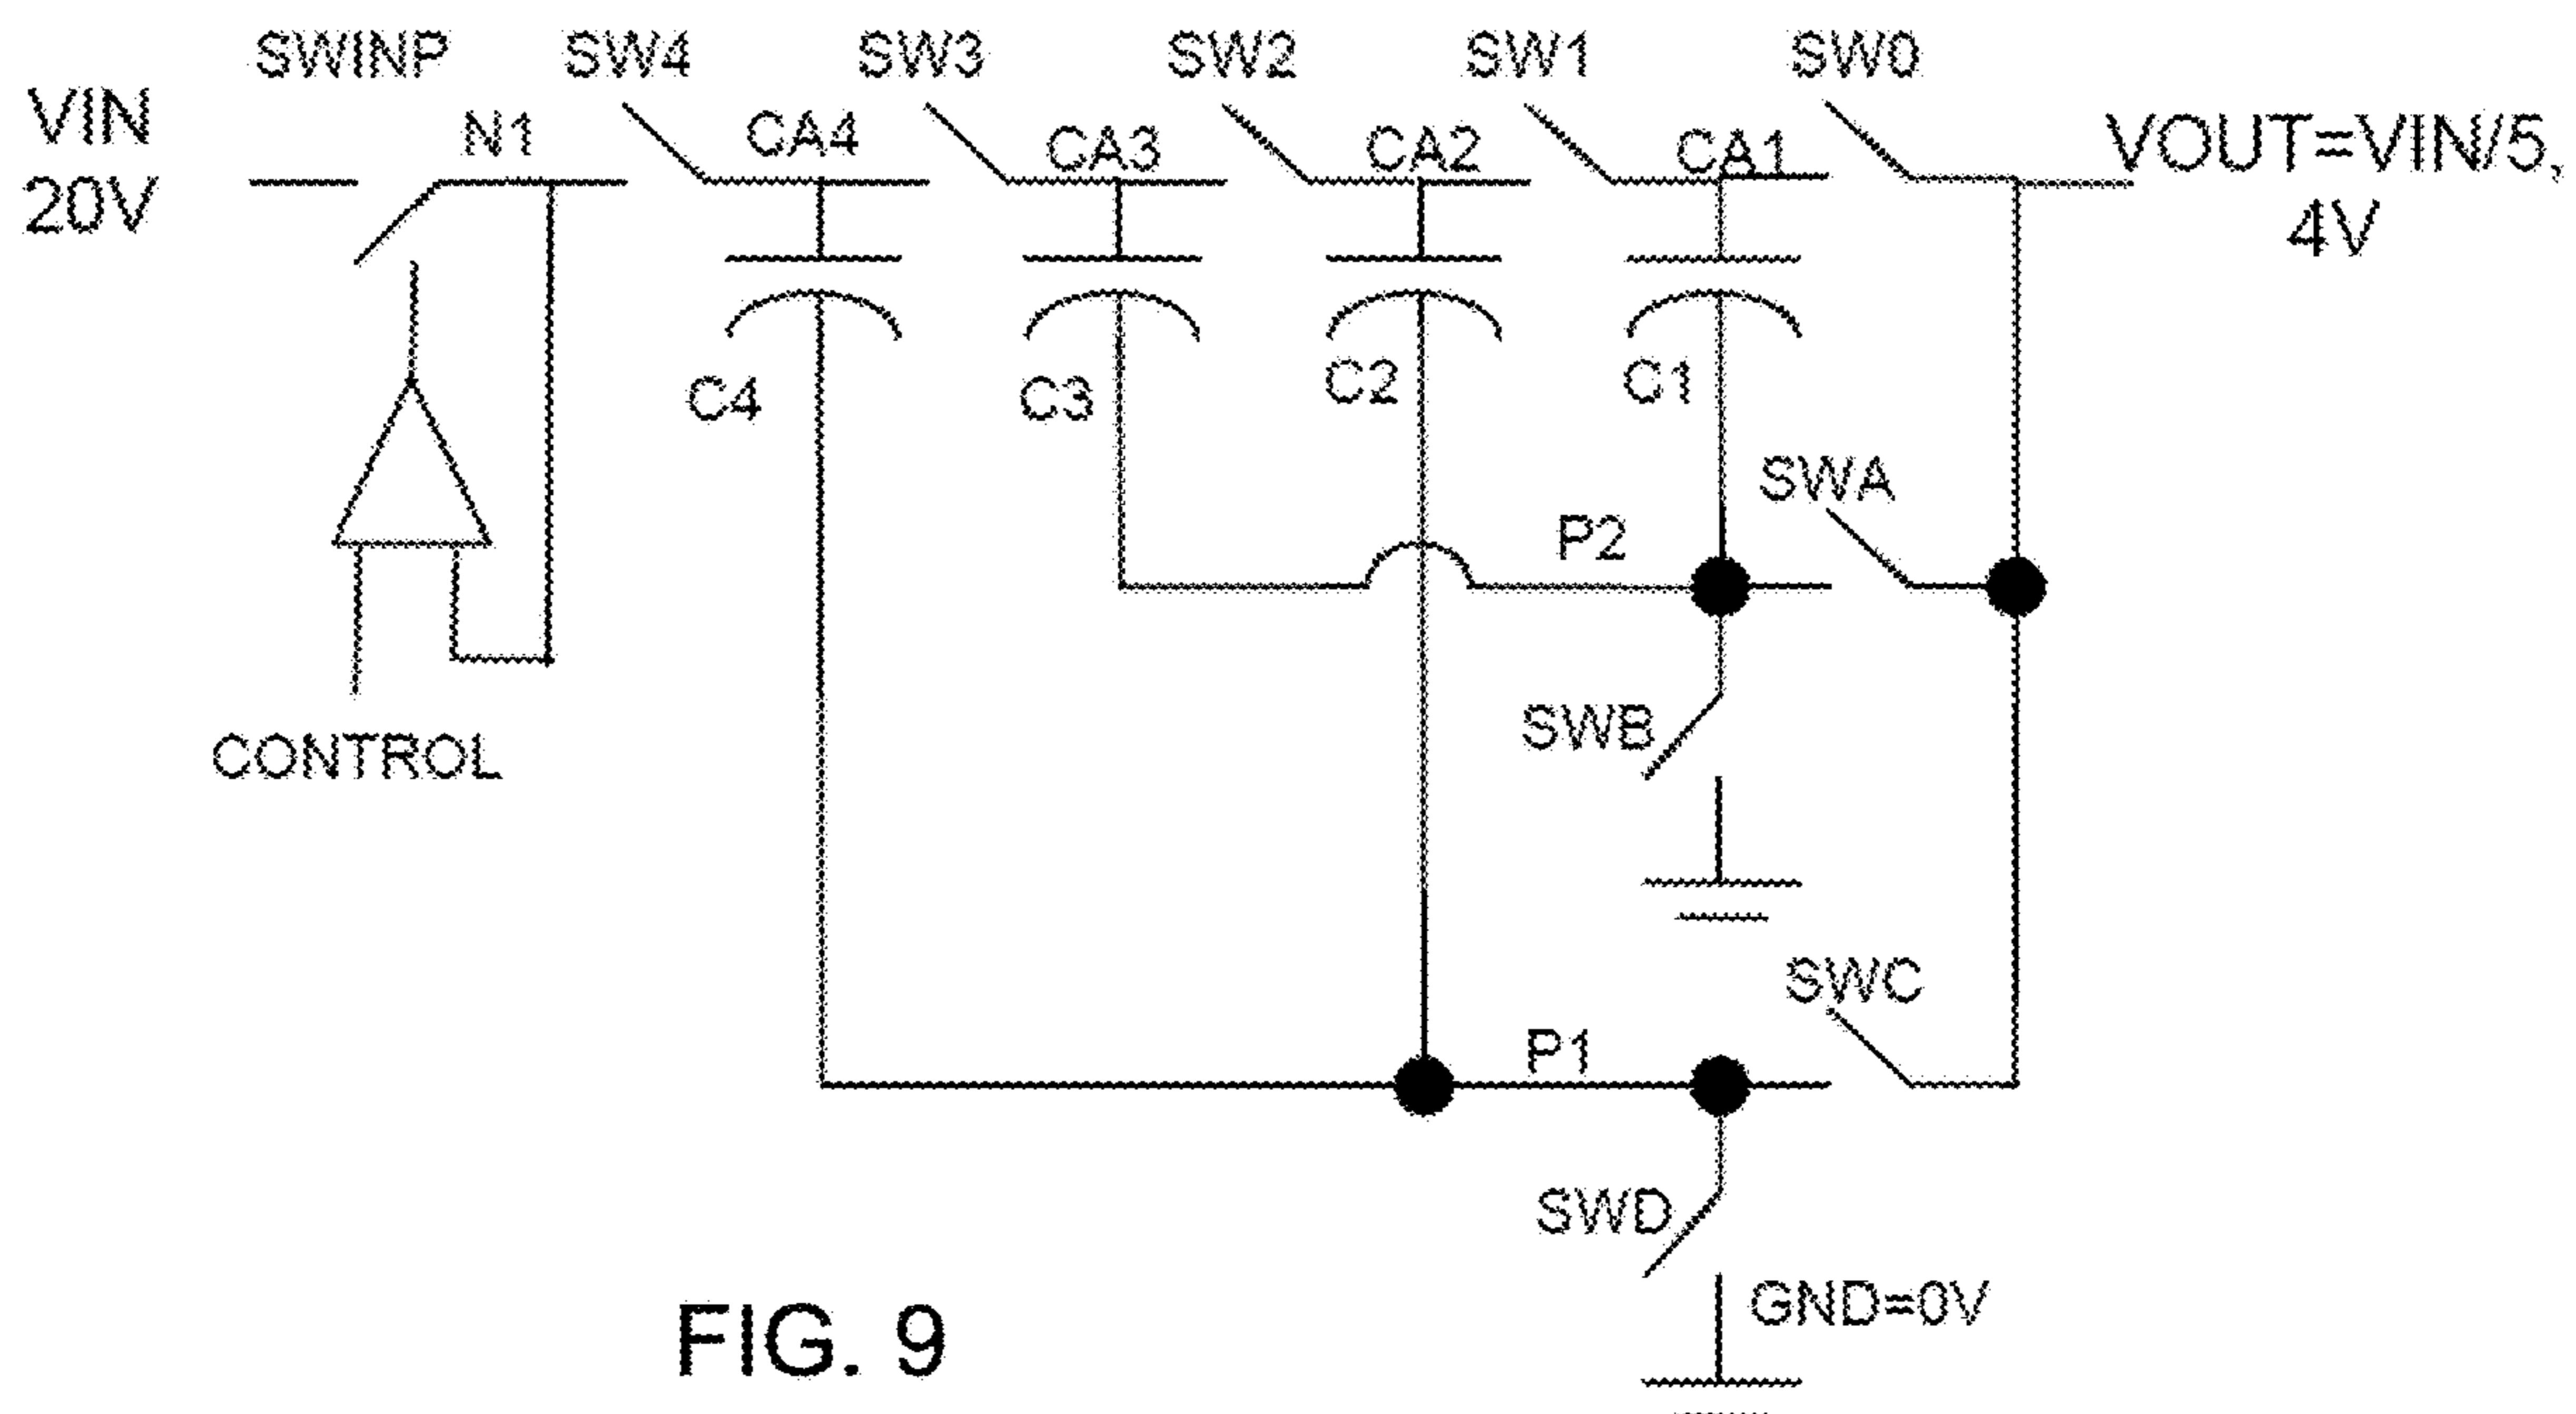 SWINP
SW4
SW3
SW2
SW1
SW0
VIN
20V
N1
CA4
CA3
CA2
CA1
VOUT=VIN/5,
4V
C4
C3
C2
C1
SWA
P2
SWB
CONTROL
SWC
P1
SWD
GND=0V
FIG. 9